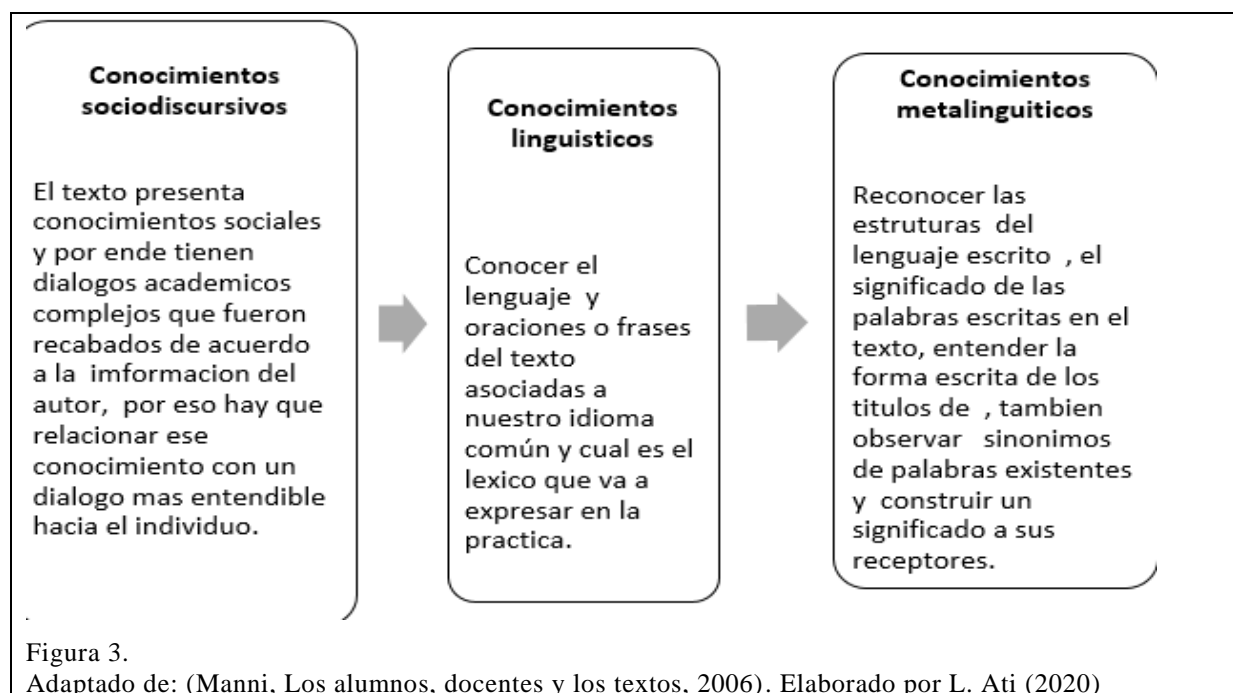 Conocimientos
sociodiscursivos
El texto presenta
conocimientos sociales
y por ende tienen
dialogos academicos
complejos que fueron
recabados de acuerdo
a la imformacion del
autor, por eso hay que
relacionar ese
conocimiento con un
dialogo mas entendible
hacia el individuo.
Conocimientos
linguisticos
Conocer el
lenguaje y
oraciones o frases
del texto
asociadas a
nuestro idioma
común y cual es el
lexico que va a
expresar en la
practica.
Conocimientos
metalinguiticos
Reconocer las
estruturas del
lenguaje escrito , el
significado de las
palabras escritas en el
texto, entender la
forma escrita de los
titulos de , tambien
observar sinonimos
de palabras existentes
y construir un
significado a sus
receptores.
Figura 3.
Adaptado de: (Manni, Los alumnos, docentes y los textos, 2006). Elaborado por L. Ati (2020)